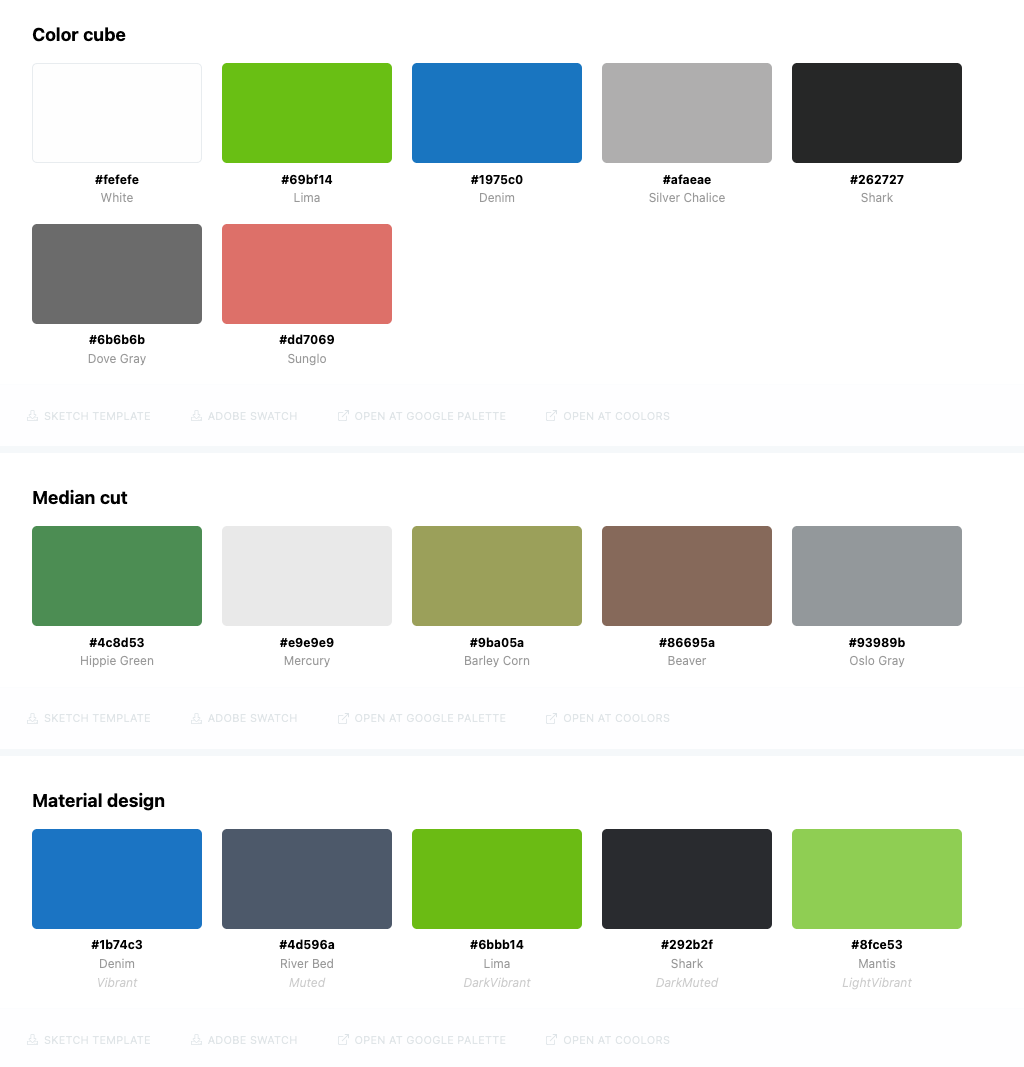 Color cube
#fefefe #69bf14 #1975c0 #afaeae #262727
White Lima Denim Silver Chalice Shark
#6b6b6b #dd7069
Dove Gray Sunglo
SKETCH TEMPLATE ADOBE SWATCH OPEN AT GOOGLE PALETTE OPEN AT COOLORS
Median cut
#4c8d53 #e9e9e9 #9ba05a #86695a #93989b
Hippie Green Mercury Barley Corn Beaver Oslo Gray
SKETCH TEMPLATE ADOBE SWATCH OPEN AT GOOGLE PALETTE OPEN AT COOLORS
Material design
#1b74c3 #4d596a #6bbb14 #292b2f #8fce53
Denim River Bed Lima Shark Mantis
Vibrant Muted DarkVibrant DarkMuted LightVibrant
SKETCH TEMPLATE ADOBE SWATCH OPEN AT GOOGLE PALETTE OPEN AT COOLORS